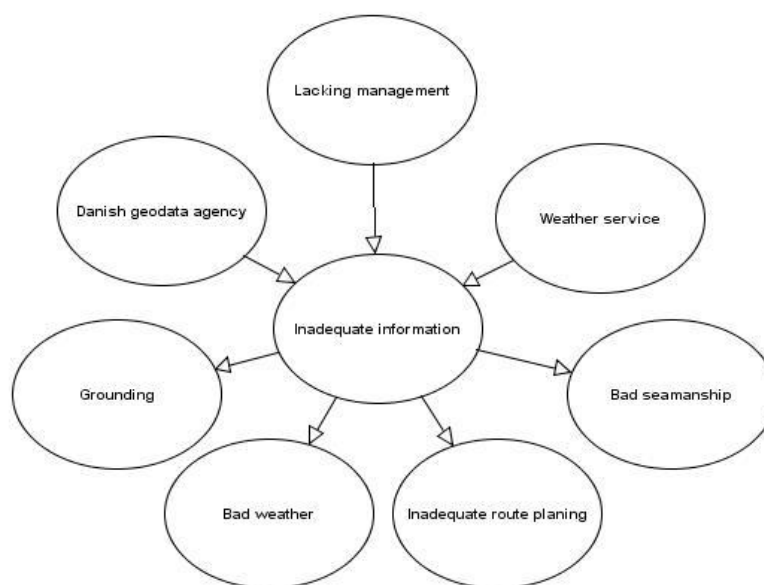 Lacking management
Danish geodata agency
Weather service
Inadequate information
Grounding
Bad seamanship
Bad weather
Inadequate route planing